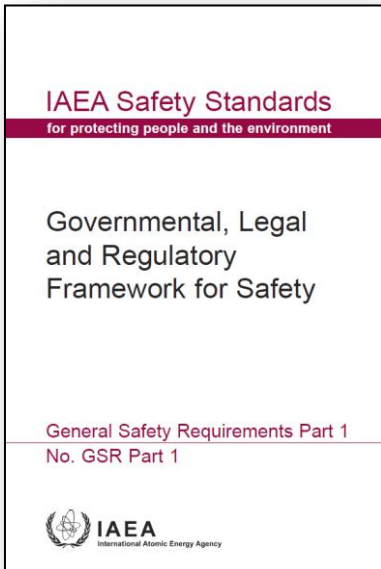 IAEA Safety Standards
for protecting people and the environment
Governmental, Legal
and Regulatory
Framework for Safety
General Safety Requirements Part 1
No. GSR Part 1
IAEA
International Atomic Energy Agency